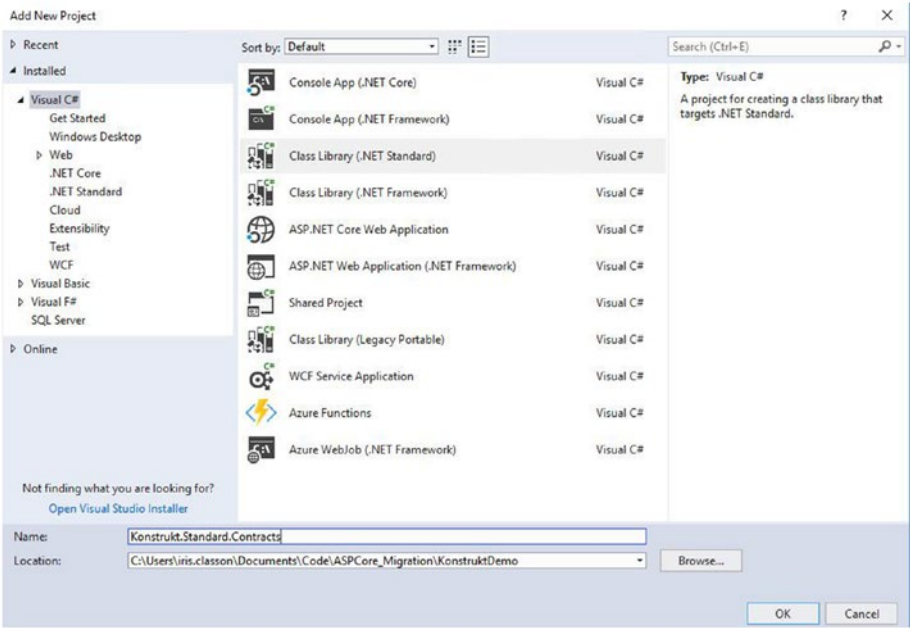 Add New Project
? ×
Recent
Installed
Visual C#
Get Started
Windows Desktop
Web
.NET Core
.NET Standard
Cloud
Extensibility
Test
WCF
Visual Basic
Visual F#
SQL Server
Online
Not finding what you are looking for?
Open Visual Studio Installer
Sort by: Default
Console App (.NET Core) Visual C#
Console App (.NET Framework) Visual C#
Class Library (.NET Standard) Visual C#
Class Library (.NET Framework) Visual C#
ASP.NET Core Web Application Visual C#
ASP.NET Web Application (.NET Framework) Visual C#
Shared Project Visual C#
Class Library (Legacy Portable) Visual C#
WCF Service Application Visual C#
Azure Functions Visual C#
Azure WebJob (.NET Framework) Visual C#
Search (Ctrl+E)
Type: Visual C#
A project for creating a class library that
targets .NET Standard.
Name: Konstrukt.Standard.Contracts
Location: C:\Users\iris.classon\Documents\Code\ASPCore_Migration\KonstruktDemo
Browse...
OK Cancel